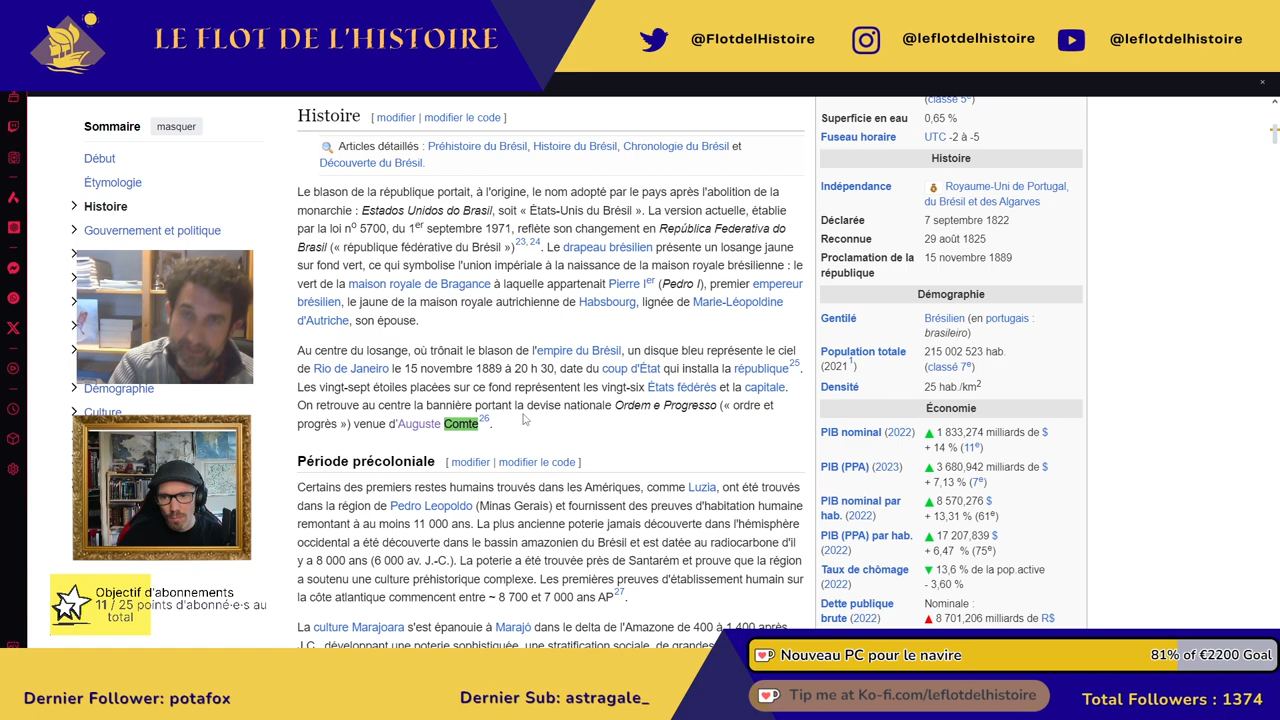 LE FLOT DE L'HISTOIRE
@FlotdelHistoire
@leflotdelhistoire
@leflotdelhistoire
Sommaire
masquer
Début
Étymologie
Histoire
Gouvernement et politique
Démographie
Culture
Histoire [ modifier | modifier le code ]
Articles détaillés : Préhistoire du Brésil, Histoire du Brésil, Chronologie du Brésil et
Découverte du Brésil.
Le blason de la république portait, à l'origine, le nom adopté par le pays après l'abolition de la
monarchie : Estados Unidos do Brasil, soit « États-Unis du Brésil ». La version actuelle, établie
par la loi no 5700, du 1er septembre 1971, reflète son changement en República Federativa do
Brasil (« république fédérative du Brésil »)23,24. Le drapeau brésilien présente un losange jaune
sur fond vert, ce qui symbolise l'union impériale à la naissance de la maison royale brésilienne : le
vert de la maison royale de Bragance à laquelle appartenait Pierre Ier (Pedro I), premier empereur
brésilien, le jaune de la maison royale autrichienne de Habsbourg, lignée de Marie-Léopoldine
d'Autriche, son épouse.
Au centre du losange, où trônait le blason de l'empire du Brésil, un disque bleu représente le ciel
de Rio de Janeiro le 15 novembre 1889 à 20 h 30, date du coup d'État qui installa la république25.
Les vingt-sept étoiles placées sur ce fond représentent les vingt-six États fédérés et la capitale.
On retrouve au centre la bannière portant la devise nationale Ordem e Progresso (« ordre et
progrès ») venue d'Auguste Comte26.
Période précoloniale [ modifier | modifier le code ]
Certains des premiers restes humains trouvés dans les Amériques, comme Luzia, ont été trouvés
dans la région de Pedro Leopoldo (Minas Gerais) et fournissent des preuves d'habitation humaine
remontant à au moins 11 000 ans. La plus ancienne poterie jamais découverte dans l'hémisphère
occidental a été découverte dans le bassin amazonien du Brésil et est datée au radiocarbone d'il
y a 8 000 ans (6 000 av. J.-C.). La poterie a été trouvée près de Santarém et prouve que la région
a soutenu une culture préhistorique complexe. Les premières preuves d'établissement humain sur
la côte atlantique commencent entre ~ 8 700 et 7 000 ans AP27.
La culture Marajoara s'est épanouie à Marajó dans le delta de l'Amazone de 400 à 1 400 après
J.C., développant une poterie sophistiquée, une stratification sociale, de grandes
(classé 5e)
Superficie en eau 0,65 %
Fuseau horaire UTC -2 à -5
Histoire
Indépendance Royaume-Uni de Portugal,
du Brésil et des Algarves
Déclarée 7 septembre 1822
Reconnue 29 août 1825
Proclamation de la 15 novembre 1889
république
Démographie
Gentilé Brésilien (en portugais :
brasileiro)
Population totale 215 002 523 hab.
(20211) (classé 7e)
Densité 25 hab./km2
Économie
PIB nominal (2022) 1 833,274 milliards de $
+ 14 % (11e)
PIB (PPA) (2023) 3 680,942 milliards de $
+ 7,13 % (7e)
PIB nominal par 8 570,276 $
hab. (2022) + 13,31 % (61e)
PIB (PPA) par hab. 17 207,839 $
(2022) + 6,47 % (75e)
Taux de chômage 13,6 % de la pop.active
(2022) - 3,60 %
Dette publique Nominale :
brute (2022) 8 701,206 milliards de R$
Objectif d'abonnements
11 / 25 points d'abonné·e·s au
total
Nouveau PC pour le navire 81% of €2200 Goal
Tip me at Ko-fi.com/leflotdelhistoire
Dernier Follower: potafox
Dernier Sub: astragale_
Total Followers : 1374